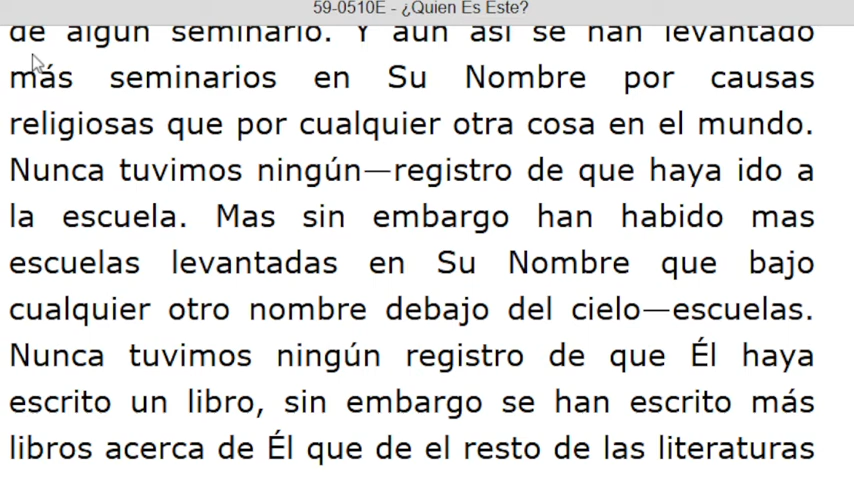 59-0510E - ¿Quien Es Este?
de algún seminario. Y aún así se han levantado
más seminarios en Su Nombre por causas
religiosas que por cualquier otra cosa en el mundo.
Nunca tuvimos ningún—registro de que haya ido a
la escuela. Mas sin embargo han habido mas
escuelas levantadas en Su Nombre que bajo
cualquier otro nombre debajo del cielo—escuelas.
Nunca tuvimos ningún registro de que Él haya
escrito un libro, sin embargo se han escrito más
libros acerca de Él que de el resto de las literaturas